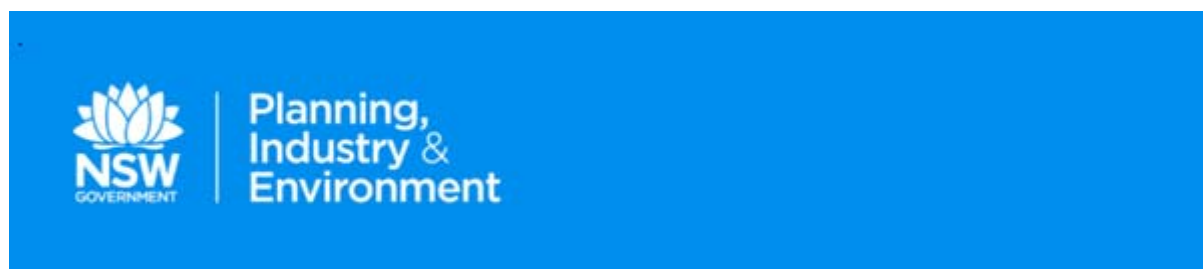 NSW
GOVERNMENT
Planning,
Industry &
Environment